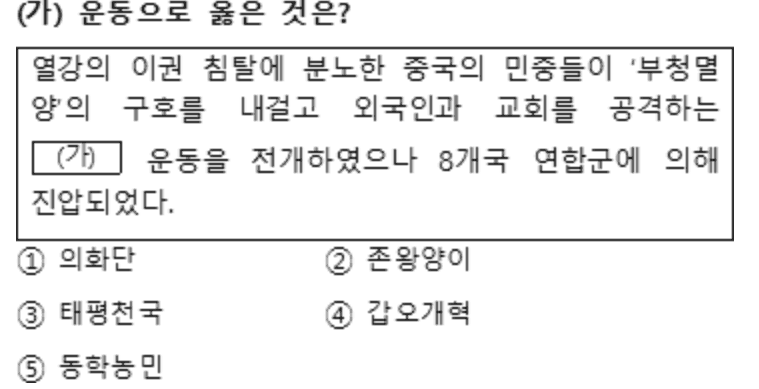 (가) 운동으로 옳은 것은?
열강의 이권 침탈에 분노한 중국의 민중들이 '부청멸
양'의 구호를 내걸고 외국인과 교회를 공격하는
(가) 운동을 전개하였으나 8개국 연합군에 의해
진압되었다.
① 의화단 ② 존왕양이
③ 태평천국 ④ 갑오개혁
⑤ 동학농민